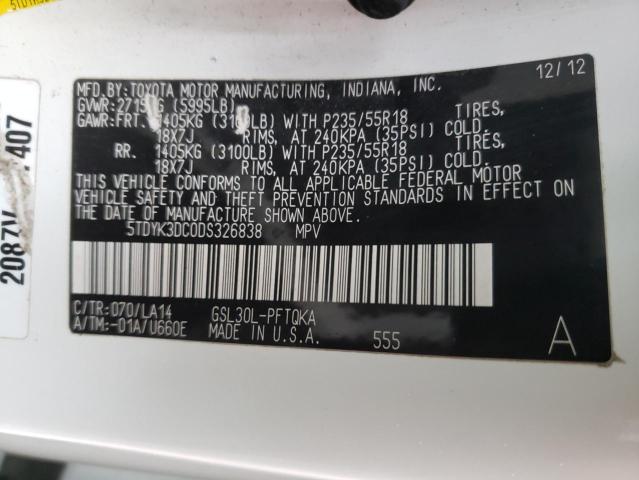 MFD.BY:TOYOTA MOTOR MANUFACTURING, INDIANA, INC. 12/12
GVWR:2719KG (5995LB)
GAWR:FRT. 1405KG (3100LB) WITH P235/55R18 TIRES,
18X7J RIMS, AT 240KPA (35PSI) COLD.
RR. 1405KG (3100LB) WITH P235/55R18 TIRES,
18X7J RIMS, AT 240KPA (35PSI) COLD.
THIS VEHICLE CONFORMS TO ALL APPLICABLE FEDERAL MOTOR
VEHICLE SAFETY AND THEFT PREVENTION STANDARDS IN EFFECT ON
THE DATE OF MANUFACTURE SHOWN ABOVE.
5TDYK3DC0DS326838 MPV
C/TR:070/LA14 GSL30L-PFTQKA
A/TM:-01A/U660E MADE IN U.S.A. 555 A
2087V 407